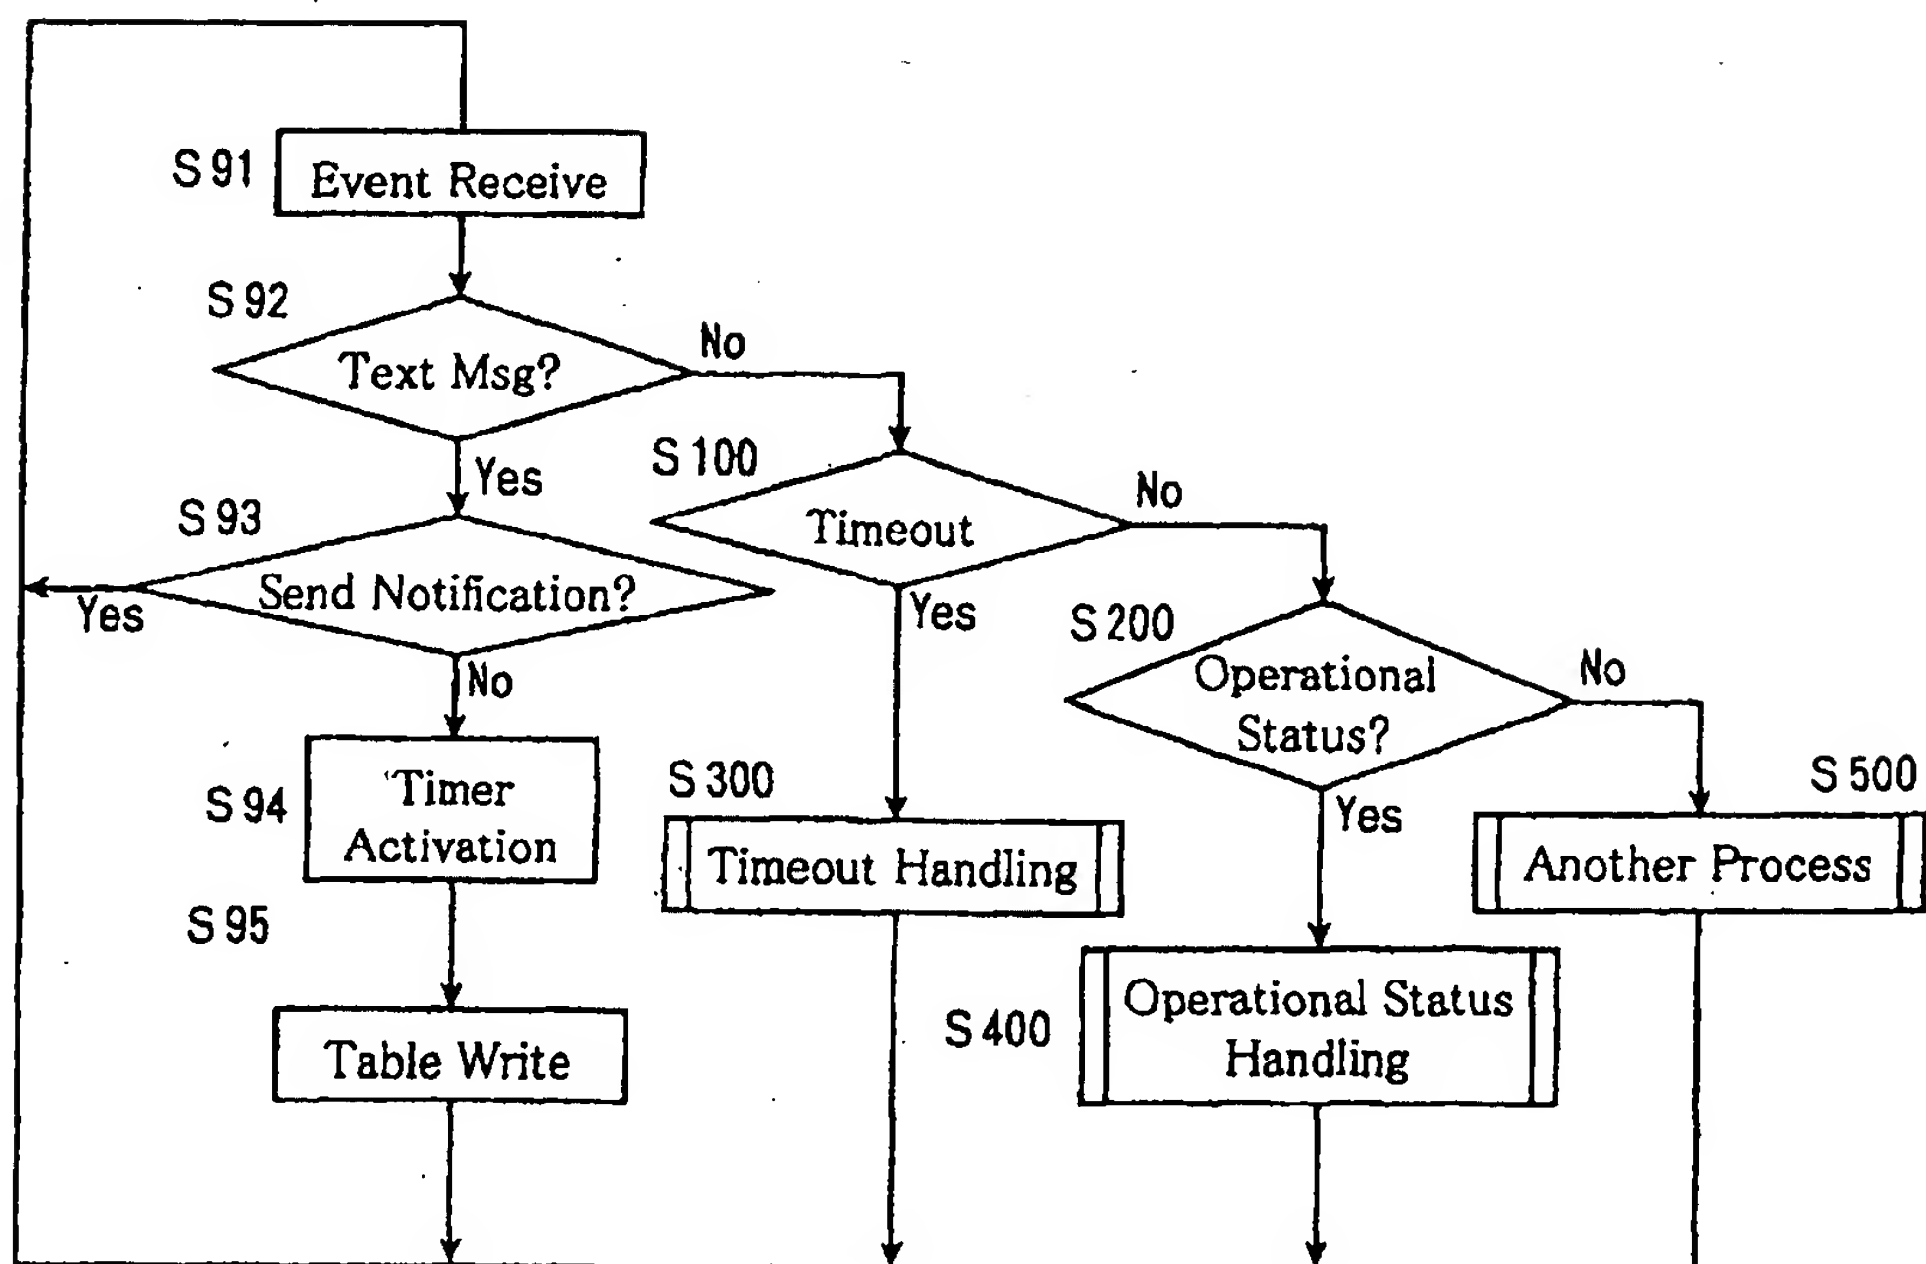 S 91
Event Receive
S 92
Text Msg?
No
Yes
S 100
Timeout
No
Yes
S 93
Send Notification?
Yes
No
S 200
Operational
Status?
No
Yes
S 94
Timer
Activation
S 300
Timeout Handling
S 500
Another Process
S 95
Table Write
S 400
Operational Status
Handling